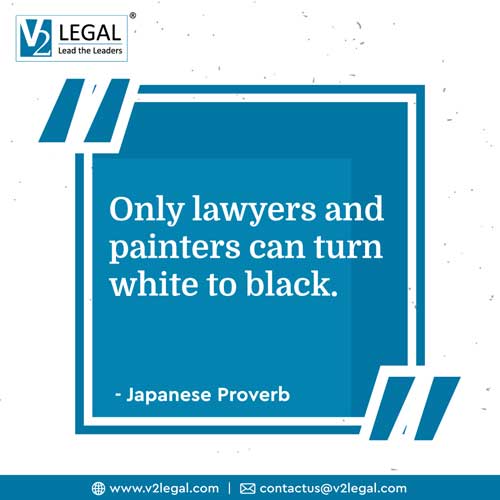 V2 LEGAL®
Lead the Leaders
Only lawyers and
painters can turn
white to black.
- Japanese Proverb
www.v2legal.com | contactus@v2legal.com